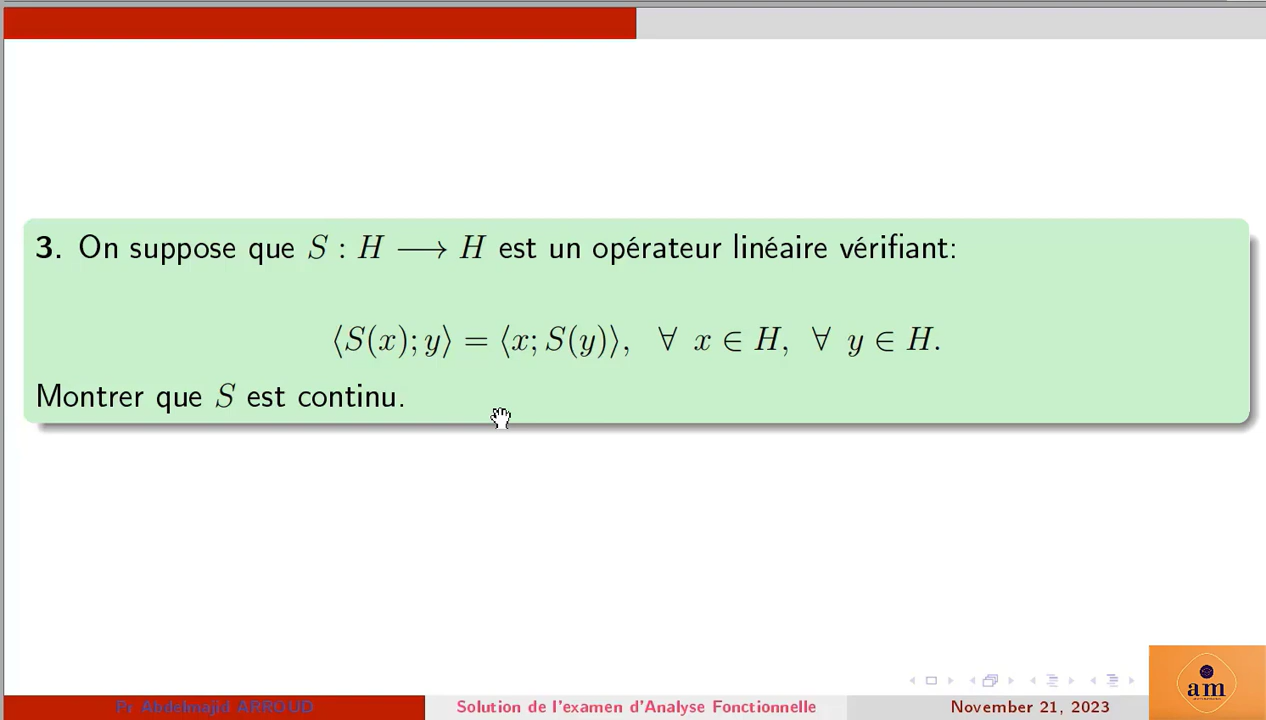 3. On suppose que S : H ⟶ H est un opérateur linéaire vérifiant:
⟨S(x); y⟩ = ⟨x; S(y)⟩, ∀ x ∈ H, ∀ y ∈ H.
Montrer que S est continu.
am
Pr Abdelmajid ARROUD Solution de l'examen d'Analyse Fonctionnelle November 21, 2023